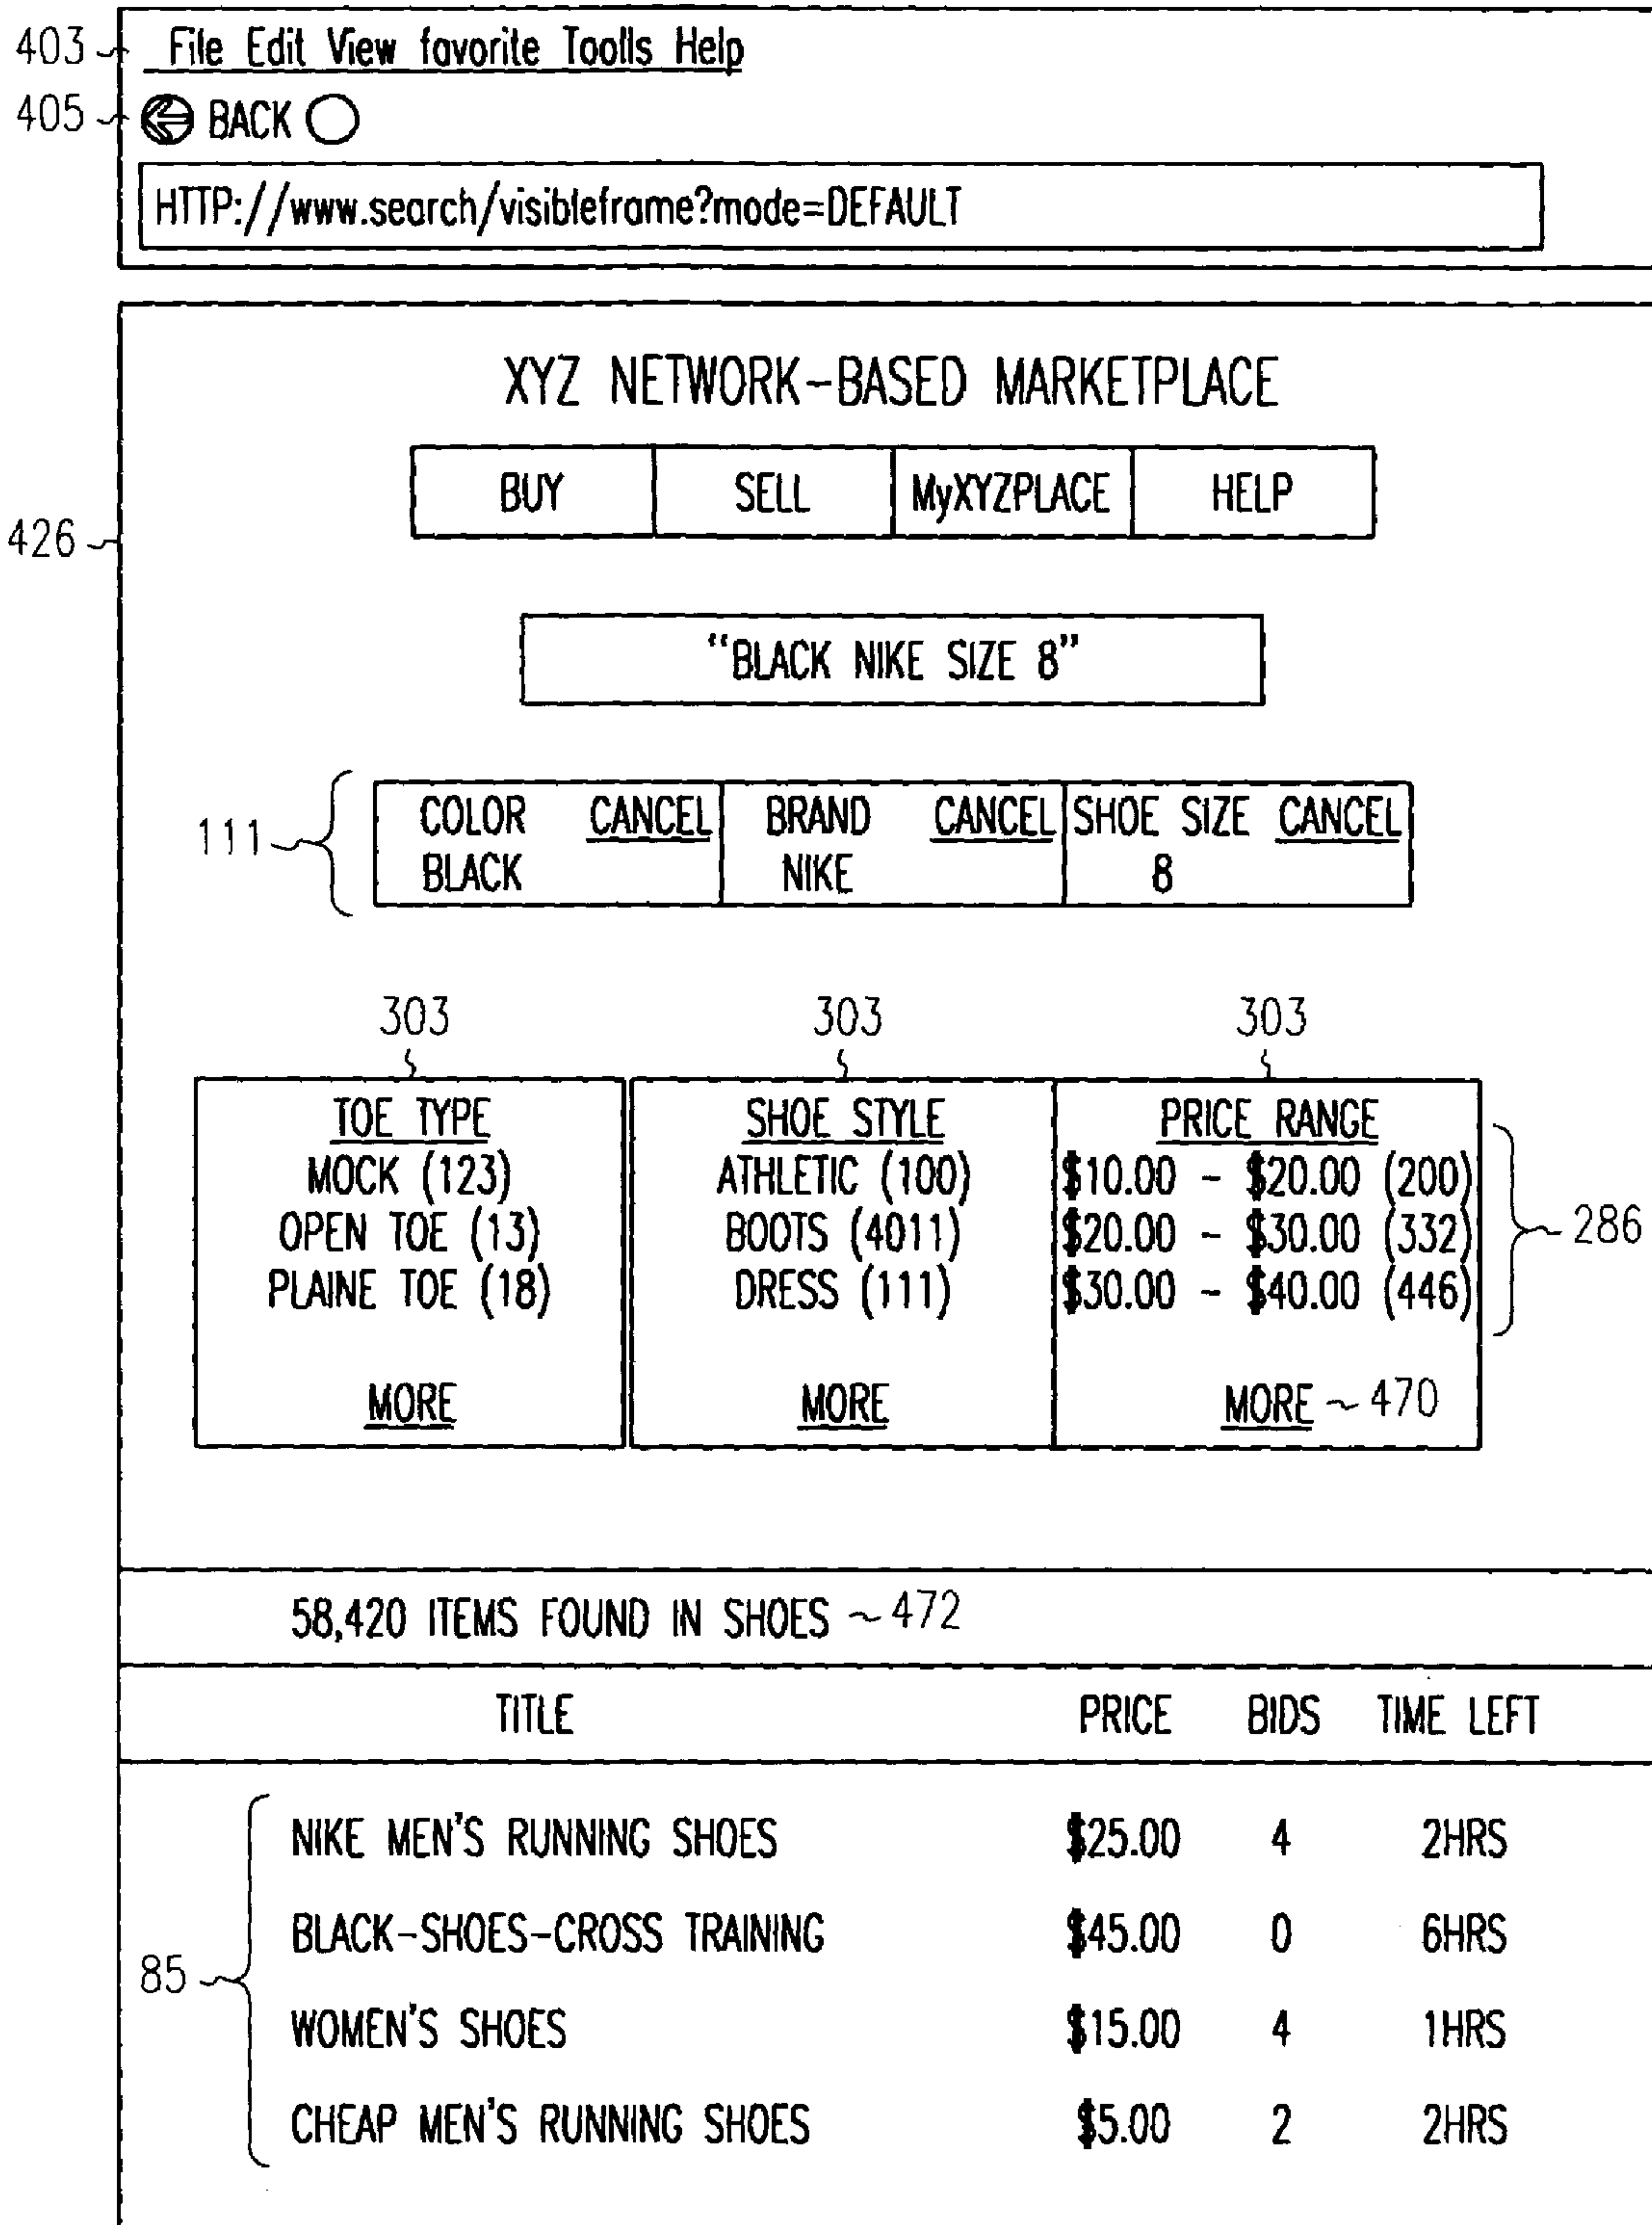 403 File Edit View favorite Toolls Help
405 BACK
HTTP://www.search/visibleframe?mode=DEFAULT
XYZ NETWORK-BASED MARKETPLACE
BUY SELL MyXYZPLACE HELP
426
"BLACK NIKE SIZE 8"
111
COLOR CANCEL BRAND CANCEL SHOE SIZE CANCEL
BLACK NIKE 8
303 303 303
TOE TYPE SHOE STYLE PRICE RANGE
MOCK (123) ATHLETIC (100) $10.00 - $20.00 (200)
OPEN TOE (13) BOOTS (4011) $20.00 - $30.00 (332) 286
PLAINE TOE (18) DRESS (111) $30.00 - $40.00 (446)
MORE MORE MORE ~ 470
58,420 ITEMS FOUND IN SHOES ~ 472
TITLE PRICE BIDS TIME LEFT
NIKE MEN'S RUNNING SHOES $25.00 4 2HRS
BLACK-SHOES-CROSS TRAINING $45.00 0 6HRS
85
WOMEN'S SHOES $15.00 4 1HRS
CHEAP MEN'S RUNNING SHOES $5.00 2 2HRS